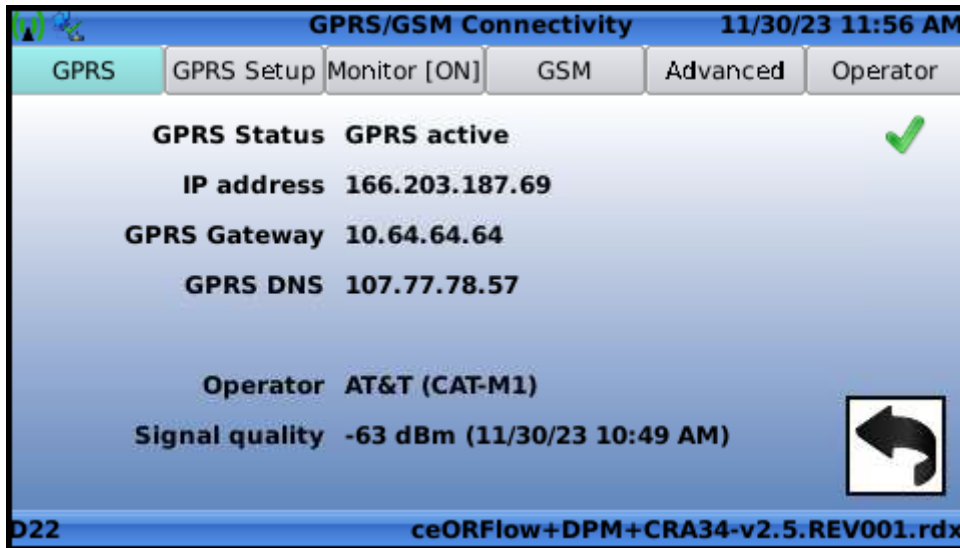 GPRS/GSM Connectivity 11/30/23 11:56 AM
GPRS GPRS Setup Monitor [ON] GSM Advanced Operator
GPRS Status GPRS active
IP address 166.203.187.69
GPRS Gateway 10.64.64.64
GPRS DNS 107.77.78.57
Operator AT&T (CAT-M1)
Signal quality -63 dBm (11/30/23 10:49 AM)
D22 ceORFlow+DPM+CRA34-v2.5.REV001.rdx